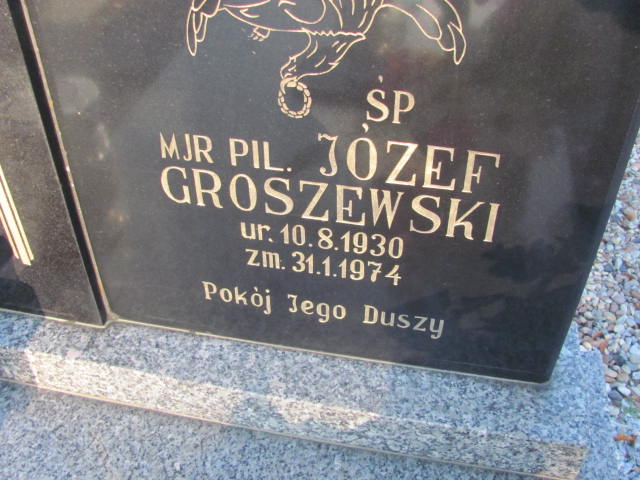 ŚP
MJR PIL. JÓZEF
GROSZEWSKI
ur. 10.8.1930
zm. 31.1.1974
Pokój Jego Duszy